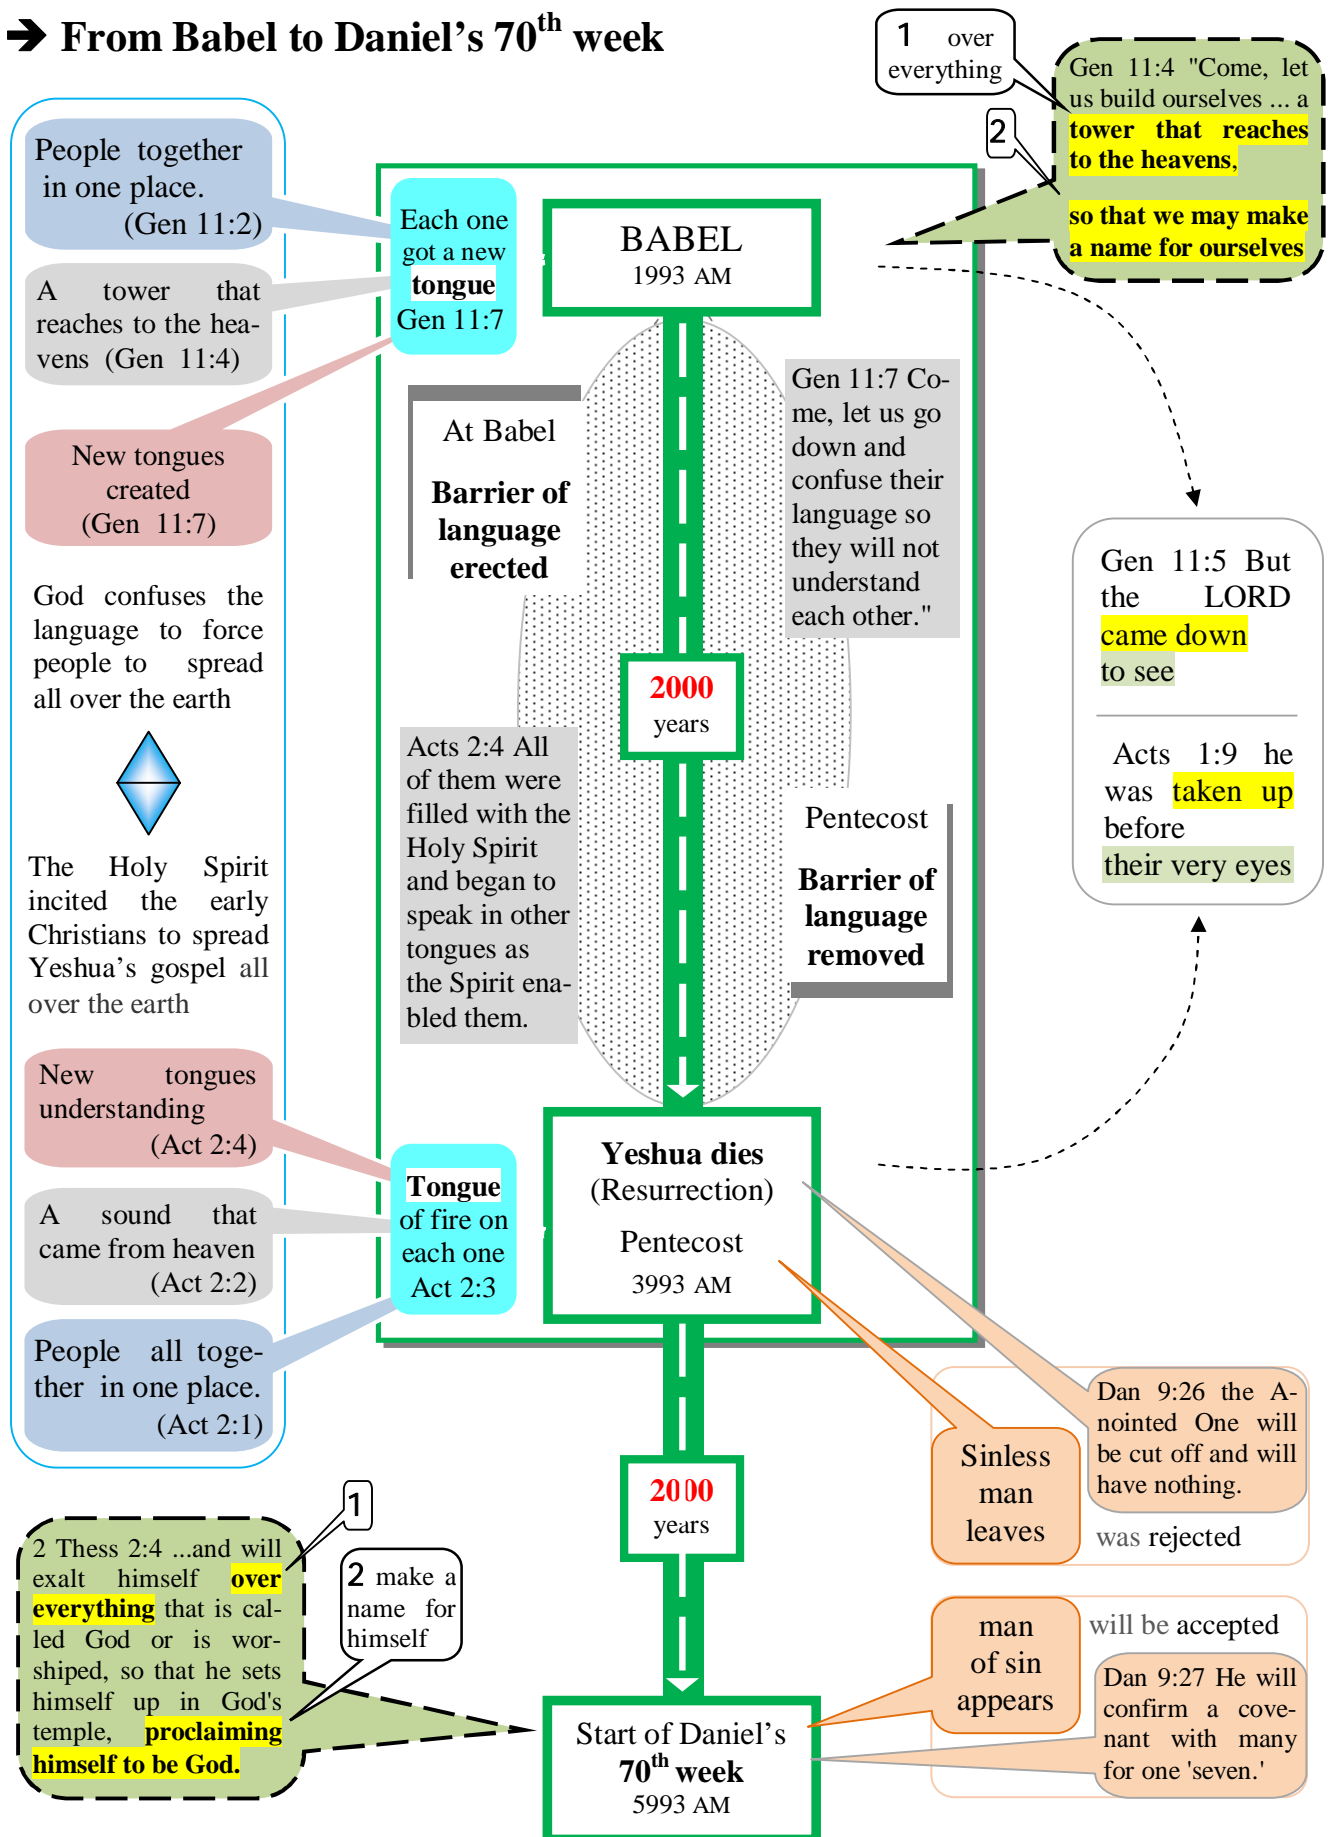 ➔ From Babel to Daniel's 70th week
1 over
everything
Gen 11:4 "Come, let
us build ourselves ... a
tower that reaches
to the heavens,
so that we may make
a name for ourselves
2
People together
in one place.
(Gen 11:2)
A tower that
reaches to the hea-
vens (Gen 11:4)
New tongues
created
(Gen 11:7)
God confuses the
language to force
people to spread
all over the earth
The Holy Spirit
incited the early
Christians to spread
Yeshua's gospel all
over the earth
New tongues
understanding
(Act 2:4)
A sound that
came from heaven
(Act 2:2)
People all toge-
ther in one place.
(Act 2:1)
Each one
got a new
tongue
Gen 11:7
BABEL
1993 AM
At Babel
Barrier of
language
erected
Gen 11:7 Co-
me, let us go
down and
confuse their
language so
they will not
understand
each other."
2000
years
Acts 2:4 All
of them were
filled with the
Holy Spirit
and began to
speak in other
tongues as
the Spirit ena-
bled them.
Pentecost
Barrier of
language
removed
Gen 11:5 But
the LORD
came down
to see
Acts 1:9 he
was taken up
before
their very eyes
Tongue
of fire on
each one
Act 2:3
Yeshua dies
(Resurrection)
Pentecost
3993 AM
2000
years
Dan 9:26 the A-
nointed One will
be cut off and will
have nothing.
Sinless
man
leaves
was rejected
man
of sin
appears
will be accepted
Dan 9:27 He will
confirm a cove-
nant with many
for one 'seven.'
1
2 make a
name for
himself
2 Thess 2:4 ...and will
exalt himself over
everything that is cal-
led God or is wor-
shiped, so that he sets
himself up in God's
temple, proclaiming
himself to be God.
Start of Daniel's
70th week
5993 AM